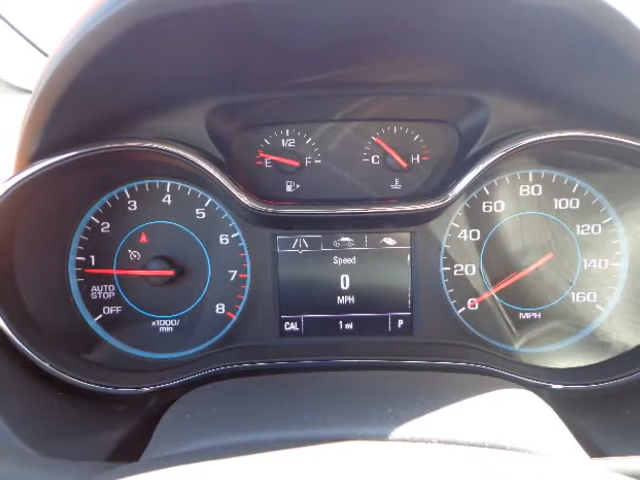 1/2
E F
C H
1 2 3 4 5 6 7 8
AUTO
STOP
OFF
x1000/
min
Speed
0
MPH
CAL 1 mi P
0 20 40 60 80 100 120 140 160
MPH